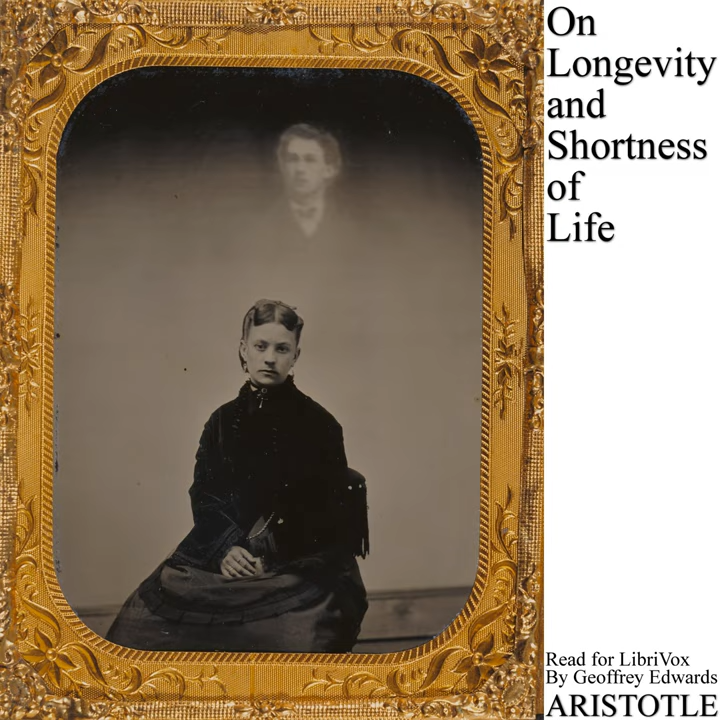 On
Longevity
and
Shortness
of
Life
Read for LibriVox
By Geoffrey Edwards
ARISTOTLE